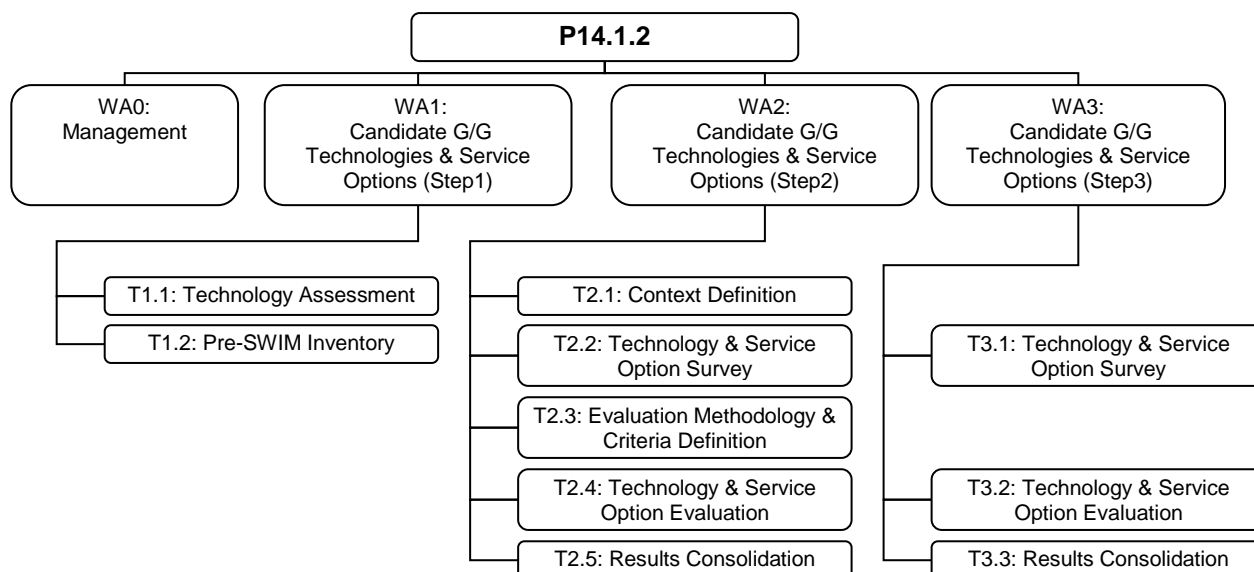 P14.1.2
WA0:
Management
WA1:
Candidate G/G
Technologies & Service
Options (Step1)
WA2:
Candidate G/G
Technologies & Service
Options (Step2)
WA3:
Candidate G/G
Technologies & Service
Options (Step3)
T1.1: Technology Assessment
T1.2: Pre-SWIM Inventory
T2.1: Context Definition
T2.2: Technology & Service
Option Survey
T2.3: Evaluation Methodology &
Criteria Definition
T2.4: Technology & Service
Option Evaluation
T2.5: Results Consolidation
T3.1: Technology & Service
Option Survey
T3.2: Technology & Service
Option Evaluation
T3.3: Results Consolidation